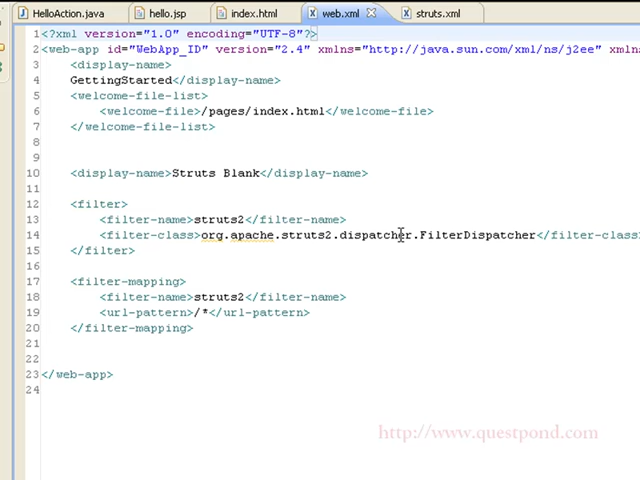 HelloAction.java hello.jsp index.html web.xml struts.xml
1 <?xml version="1.0" encoding="UTF-8"?>
2 <web-app id="WebApp_ID" version="2.4" xmlns="http://java.sun.com/xml/ns/j2ee" xmlns
3 <display-name>
4 GettingStarted</display-name>
5 <welcome-file-list>
6 <welcome-file>/pages/index.html</welcome-file>
7 </welcome-file-list>
8
9
10 <display-name>Struts Blank</display-name>
11
12 <filter>
13 <filter-name>struts2</filter-name>
14 <filter-class>org.apache.struts2.dispatcher.FilterDispatcher</filter-class
15 </filter>
16
17 <filter-mapping>
18 <filter-name>struts2</filter-name>
19 <url-pattern>/*</url-pattern>
20 </filter-mapping>
21
22
23 </web-app>
24
http://www.questpond.com